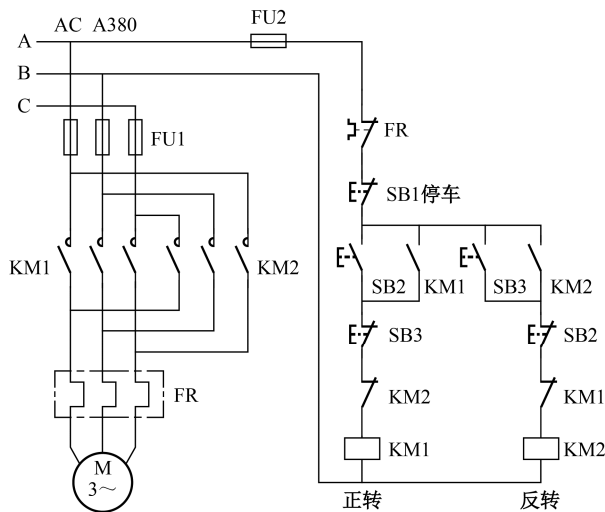 AC A380
FU2
A
B
C
FU1
FR
SB1停车
KM1
KM2
SB2
KM1
SB3
KM2
SB3
SB2
KM2
KM1
FR
KM1
KM2
M
3～
正转
反转